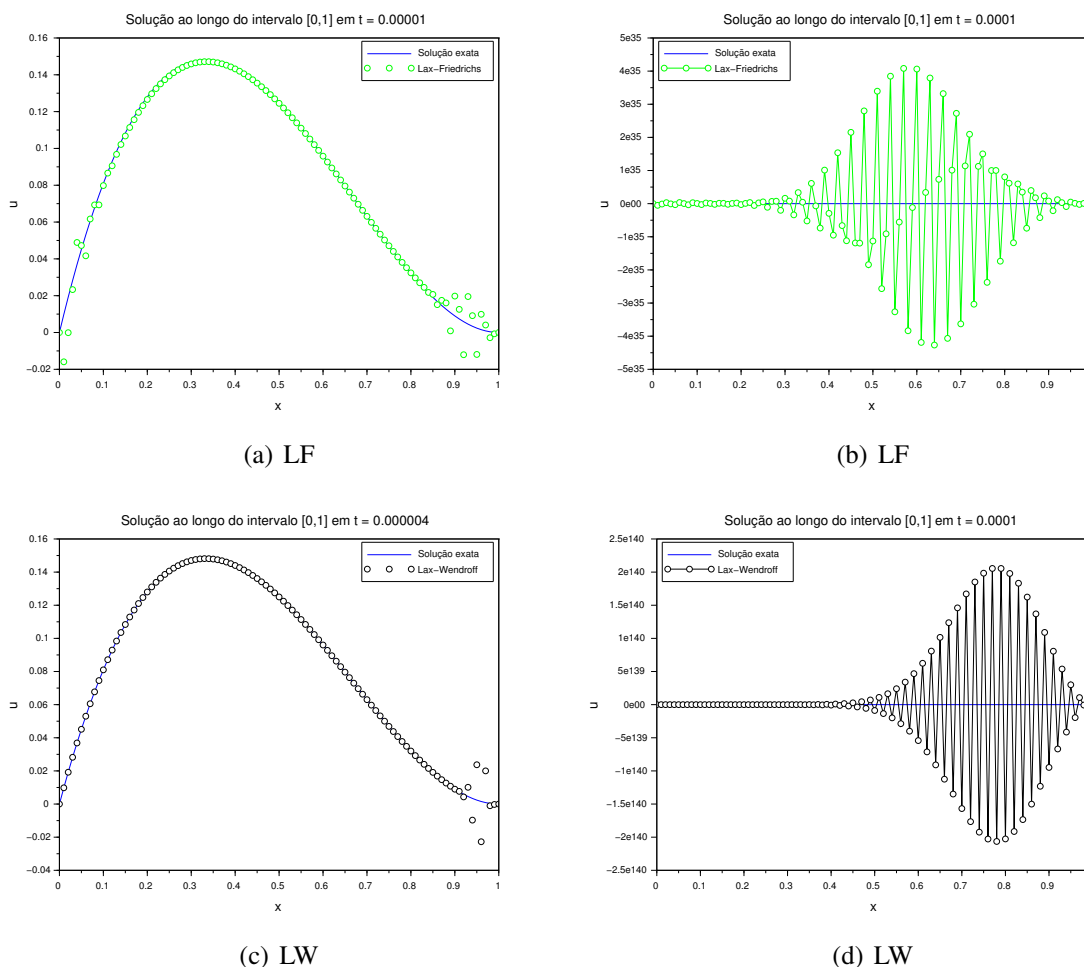 Solução ao longo do intervalo [0,1] em t = 0.00001
0.16
0.14
0.12
0.1
0.08
0.06
0.04
0.02
0
−0.02
u
Solução exata
Lax−Friedrichs
0 0.1 0.2 0.3 0.4 0.5 0.6 0.7 0.8 0.9 1
x
(a) LF
Solução ao longo do intervalo [0,1] em t = 0.0001
5e35
4e35
3e35
2e35
1e35
0e00
−1e35
−2e35
−3e35
−4e35
−5e35
u
Solução exata
Lax−Friedrichs
0 0.1 0.2 0.3 0.4 0.5 0.6 0.7 0.8 0.9
x
(b) LF
Solução ao longo do intervalo [0,1] em t = 0.000004
0.16
0.14
0.12
0.1
0.08
0.06
0.04
0.02
0
−0.02
−0.04
u
Solução exata
Lax−Wendroff
0 0.1 0.2 0.3 0.4 0.5 0.6 0.7 0.8 0.9 1
x
(c) LW
Solução ao longo do intervalo [0,1] em t = 0.0001
2.5e140
2e140
1.5e140
1e140
5e139
0e00
−5e139
−1e140
−1.5e140
−2e140
−2.5e140
u
Solução exata
Lax−Wendroff
0 0.1 0.2 0.3 0.4 0.5 0.6 0.7 0.8 0.9
x
(d) LW